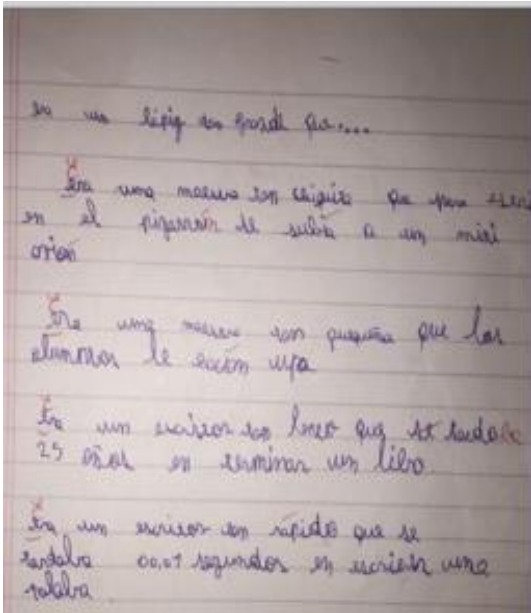 era un lápiz tan grande que....
Era una maestra tan chiquita que para
en el pizarrón se subía a un mini
avión
Era una maestra tan pequeña que los
alumnos le hacían upa
Era un escritor tan lento que se tardaba
25 años en terminar un libro.
Era un escritor tan rápido que se
tardaba 00,01 segundos en escribir una
palabra.